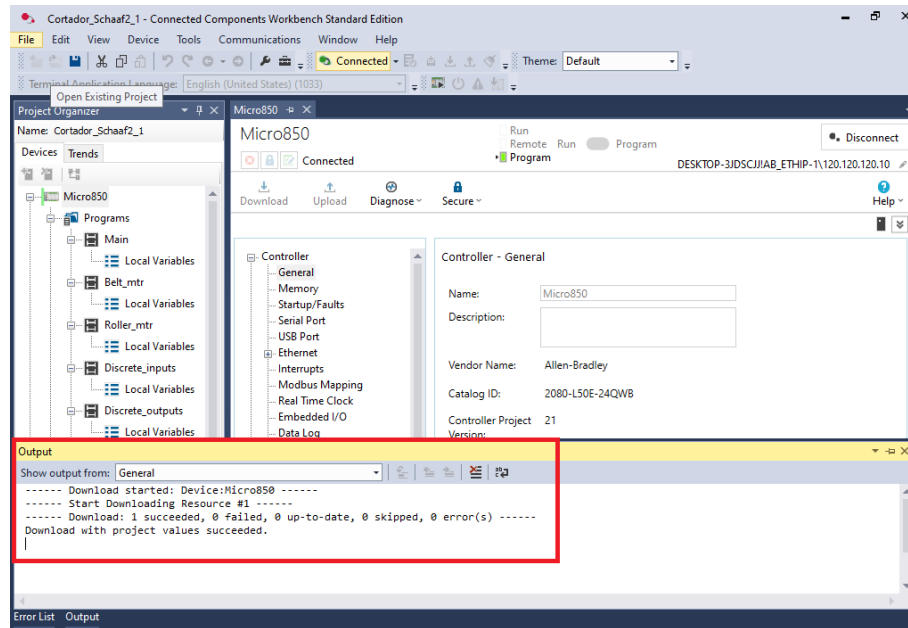 Cortador_Schaaf2_1 - Connected Components Workbench Standard Edition
File Edit View Device Tools Communications Window Help
Connected Theme: Default
Terminal Application Language: English (United States) (1033)
Open Existing Project
Project Organizer Micro850
Name: Cortador_Schaaf2_1
Devices Trends
Micro850
Programs
Main
Local Variables
Belt_mtr
Local Variables
Roller_mtr
Local Variables
Discrete_inputs
Local Variables
Discrete_outputs
Local Variables
Micro850
Connected
Run
Remote Run Program
Program
Disconnect
DESKTOP-3JDSCJI!AB_ETHIP-1\120.120.120.10
Download Upload Diagnose Secure Help
Controller
General
Memory
Startup/Faults
Serial Port
USB Port
Ethernet
Interrupts
Modbus Mapping
Real Time Clock
Embedded I/O
Data Log
Controller - General
Name: Micro850
Description:
Vendor Name: Allen-Bradley
Catalog ID: 2080-L50E-24QWB
Controller Project 21
Version:
Output
Show output from: General
------ Download started: Device:Micro850 ------
------ Start Downloading Resource #1 ------
------ Download: 1 succeeded, 0 failed, 0 up-to-date, 0 skipped, 0 error(s) ------
Download with project values succeeded.
Error List Output